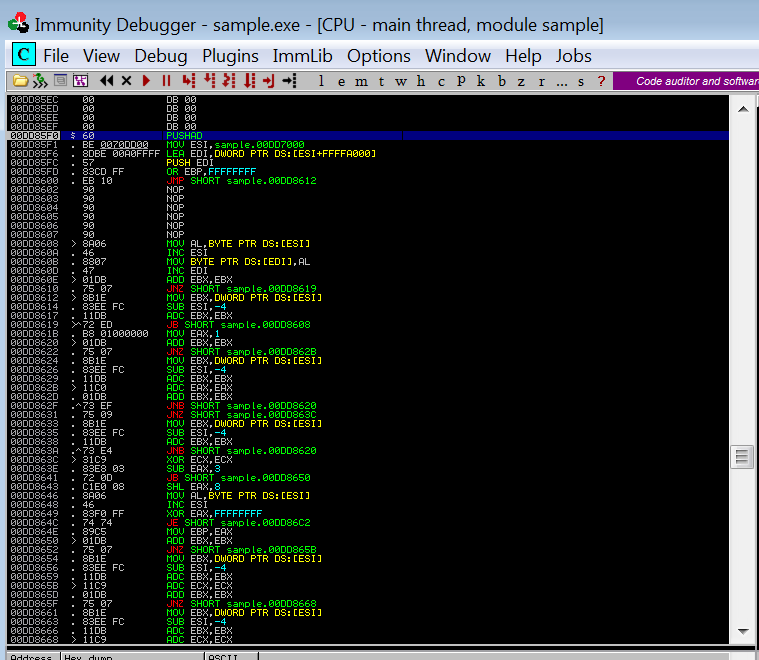 Immunity Debugger - sample.exe - [CPU - main thread, module sample]
C File View Debug Plugins ImmLib Options Window Help Jobs
l e m t w h c P k b z r ... s ? Code auditor and softwar
00DD85EC 00 DB 00
00DD85ED 00 DB 00
00DD85EE 00 DB 00
00DD85EF 00 DB 00
00DD85F0 $ 60 PUSHAD
00DD85F1 . BE 0070DD00 MOV ESI,sample.00DD7000
00DD85F6 . 8DBE 00A0FFFF LEA EDI,DWORD PTR DS:[ESI+FFFFA000]
00DD85FC . 57 PUSH EDI
00DD85FD . 83CD FF OR EBP,FFFFFFFF
00DD8600 . EB 10 JMP SHORT sample.00DD8612
00DD8602 90 NOP
00DD8603 90 NOP
00DD8604 90 NOP
00DD8605 90 NOP
00DD8606 90 NOP
00DD8607 90 NOP
00DD8608 > 8A06 MOV AL,BYTE PTR DS:[ESI]
00DD860A . 46 INC ESI
00DD860B . 8807 MOV BYTE PTR DS:[EDI],AL
00DD860D . 47 INC EDI
00DD860E > 01DB ADD EBX,EBX
00DD8610 . 75 07 JNZ SHORT sample.00DD8619
00DD8612 > 8B1E MOV EBX,DWORD PTR DS:[ESI]
00DD8614 . 83EE FC SUB ESI,-4
00DD8617 . 11DB ADC EBX,EBX
00DD8619 >^72 ED JB SHORT sample.00DD8608
00DD861B . B8 01000000 MOV EAX,1
00DD8620 > 01DB ADD EBX,EBX
00DD8622 . 75 07 JNZ SHORT sample.00DD862B
00DD8624 . 8B1E MOV EBX,DWORD PTR DS:[ESI]
00DD8626 . 83EE FC SUB ESI,-4
00DD8629 . 11DB ADC EBX,EBX
00DD862B > 11C0 ADC EAX,EAX
00DD862D . 01DB ADD EBX,EBX
00DD862F .^73 EF JNB SHORT sample.00DD8620
00DD8631 . 75 09 JNZ SHORT sample.00DD863C
00DD8633 . 8B1E MOV EBX,DWORD PTR DS:[ESI]
00DD8635 . 83EE FC SUB ESI,-4
00DD8638 . 11DB ADC EBX,EBX
00DD863A .^73 E4 JNB SHORT sample.00DD8620
00DD863C > 31C9 XOR ECX,ECX
00DD863E . 83E8 03 SUB EAX,3
00DD8641 . 72 0D JB SHORT sample.00DD8650
00DD8643 . C1E0 08 SHL EAX,8
00DD8646 . 8A06 MOV AL,BYTE PTR DS:[ESI]
00DD8648 . 46 INC ESI
00DD8649 . 83F0 FF XOR EAX,FFFFFFFF
00DD864C . 74 74 JE SHORT sample.00DD86C2
00DD864E . 89C5 MOV EBP,EAX
00DD8650 > 01DB ADD EBX,EBX
00DD8652 . 75 07 JNZ SHORT sample.00DD865B
00DD8654 . 8B1E MOV EBX,DWORD PTR DS:[ESI]
00DD8656 . 83EE FC SUB ESI,-4
00DD8659 . 11DB ADC EBX,EBX
00DD865B > 11C9 ADC ECX,ECX
00DD865D . 01DB ADD EBX,EBX
00DD865F . 75 07 JNZ SHORT sample.00DD8668
00DD8661 . 8B1E MOV EBX,DWORD PTR DS:[ESI]
00DD8663 . 83EE FC SUB ESI,-4
00DD8666 . 11DB ADC EBX,EBX
00DD8668 > 11C9 ADC ECX,ECX
Address Hex dump ASCII